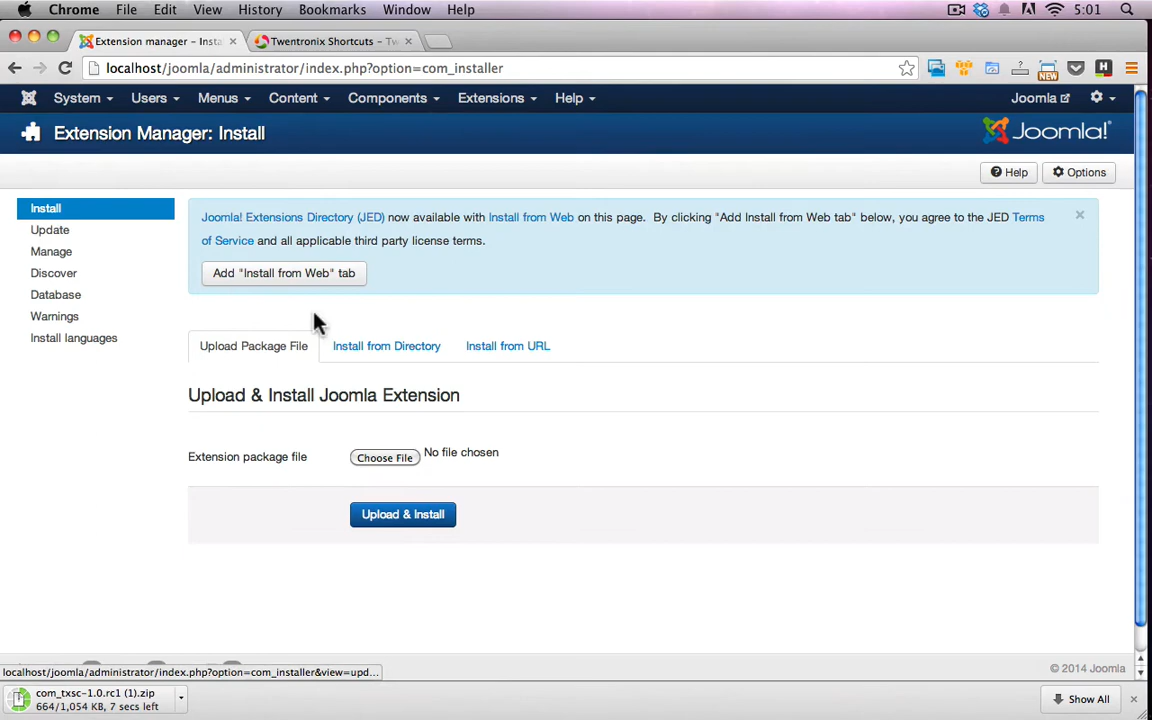 Chrome File Edit View History Bookmarks Window Help 5:01
Extension manager – Insta Twentronix Shortcuts – Tw
localhost/joomla/administrator/index.php?option=com_installer NEW H
System Users Menus Content Components Extensions Help Joomla
Extension Manager: Install Joomla!
Help Options
Install
Update
Manage
Discover
Database
Warnings
Install languages
Joomla! Extensions Directory (JED) now available with Install from Web on this page. By clicking "Add Install from Web tab" below, you agree to the JED Terms
of Service and all applicable third party license terms.
Add "Install from Web" tab
Upload Package File Install from Directory Install from URL
Upload & Install Joomla Extension
Extension package file Choose File No file chosen
Upload & Install
© 2014 Joomla
localhost/joomla/administrator/index.php?option=com_installer&view=upd...
com_txsc-1.0.rc1 (1).zip
664/1,054 KB, 7 secs left
Show All